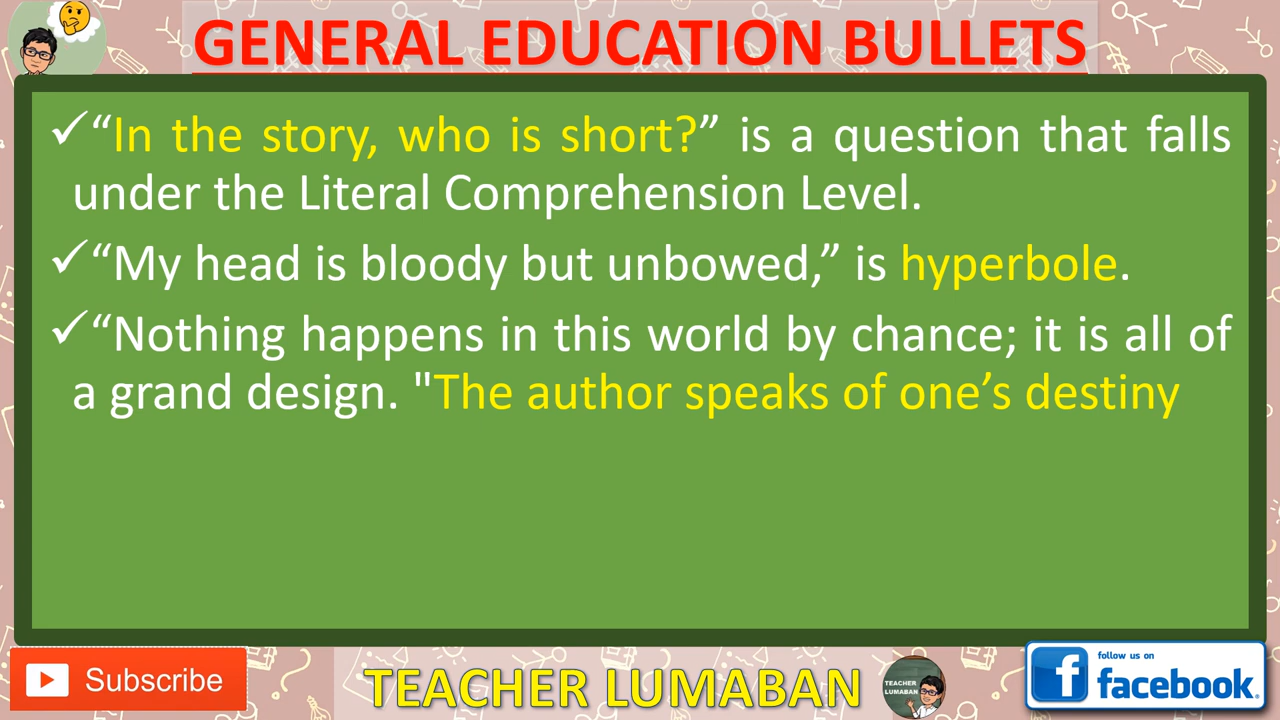 GENERAL EDUCATION BULLETS
✓“In the story, who is short?” is a question that falls
under the Literal Comprehension Level.
✓“My head is bloody but unbowed,” is hyperbole.
✓“Nothing happens in this world by chance; it is all of
a grand design. "The author speaks of one’s destiny
Subscribe
TEACHER LUMABAN
TEACHER
LUMABAN
follow us on
facebook.